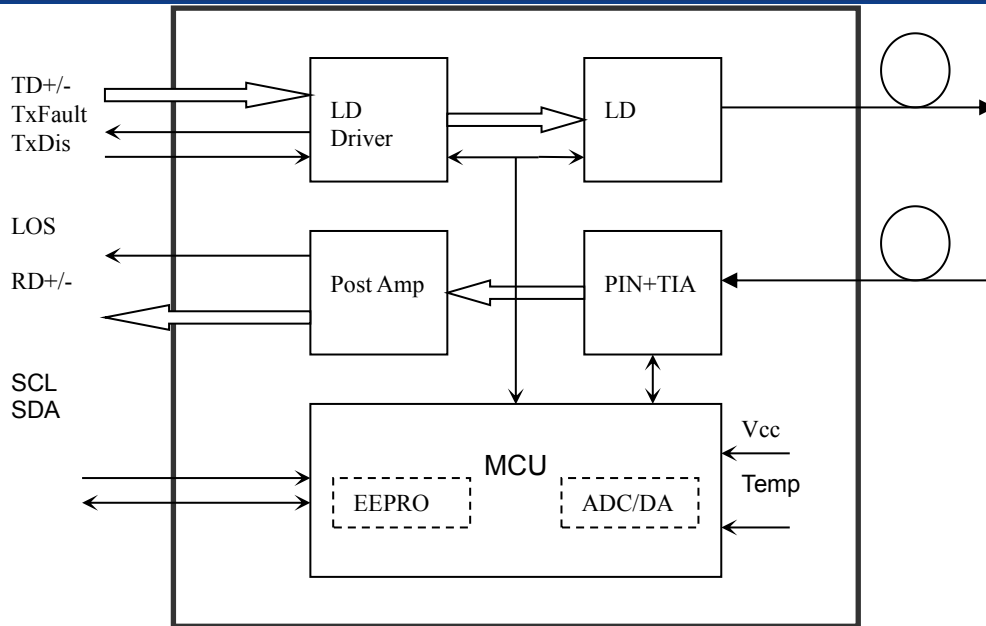 TD+/-
TxFault
TxDis
LD
Driver
LD
LOS
RD+/-
Post Amp
PIN+TIA
SCL
SDA
MCU
EEPRO
ADC/DA
Vcc
Temp